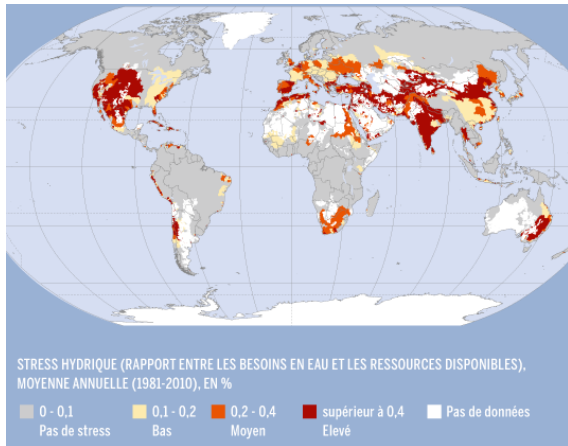 STRESS HYDRIQUE (RAPPORT ENTRE LES BESOINS EN EAU ET LES RESSOURCES DISPONIBLES),
MOYENNE ANNUELLE (1981-2010), EN %
0 - 0,1
Pas de stress
0,1 - 0,2
Bas
0,2 - 0,4
Moyen
supérieur à 0,4
Elevé
Pas de données